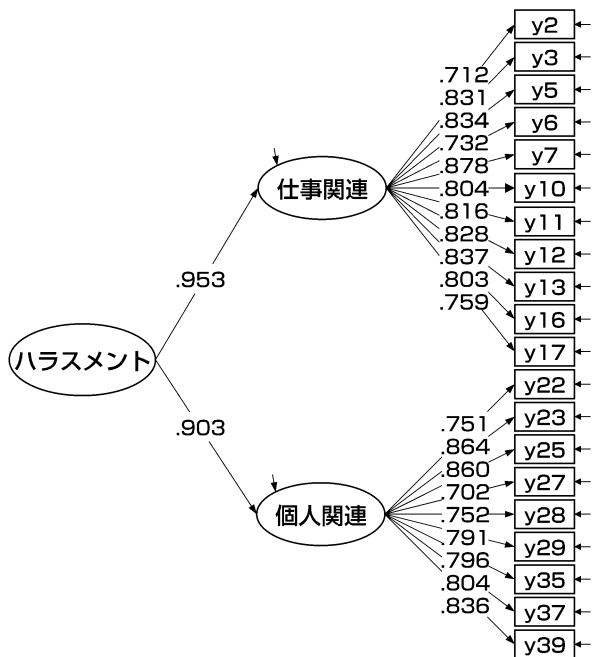 y2
y3
y5
y6
y7
y10
y11
y12
y13
y16
y17
.712
.831
.834
.732
.878
.804
.816
.828
.837
.803
.759
仕事関連
.953
ハラスメント
.903
個人関連
y22
y23
y25
y27
y28
y29
y35
y37
y39
.751
.864
.860
.702
.752
.791
.796
.804
.836